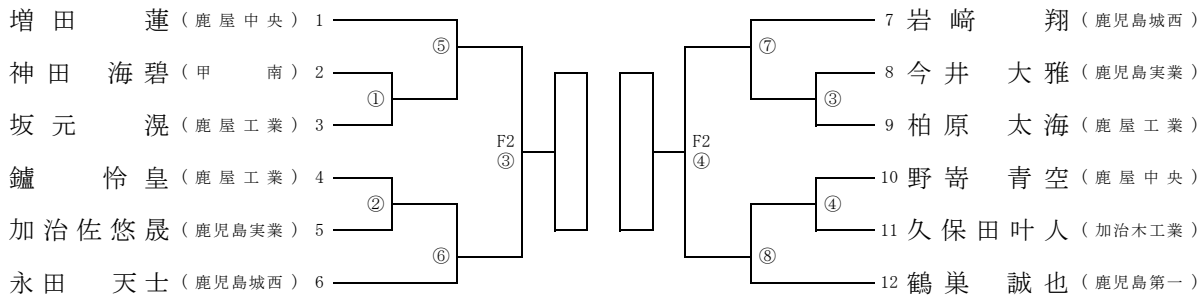 増田 蓮 (鹿屋中央) 1
⑤
神田 海碧 (甲 南) 2
①
坂元 滉 (鹿屋工業) 3
F2
③
鑪 怜皇 (鹿屋工業) 4
②
加治佐悠晟 (鹿児島実業) 5
⑥
永田 天士 (鹿児島城西) 6
7 岩﨑 翔 (鹿児島城西)
⑦
8 今井 大雅 (鹿児島実業)
③
9 柏原 太海 (鹿屋工業)
F2
④
10 野嵜 青空 (鹿屋中央)
④
11 久保田叶人 (加治木工業)
⑧
12 鶴巣 誠也 (鹿児島第一)